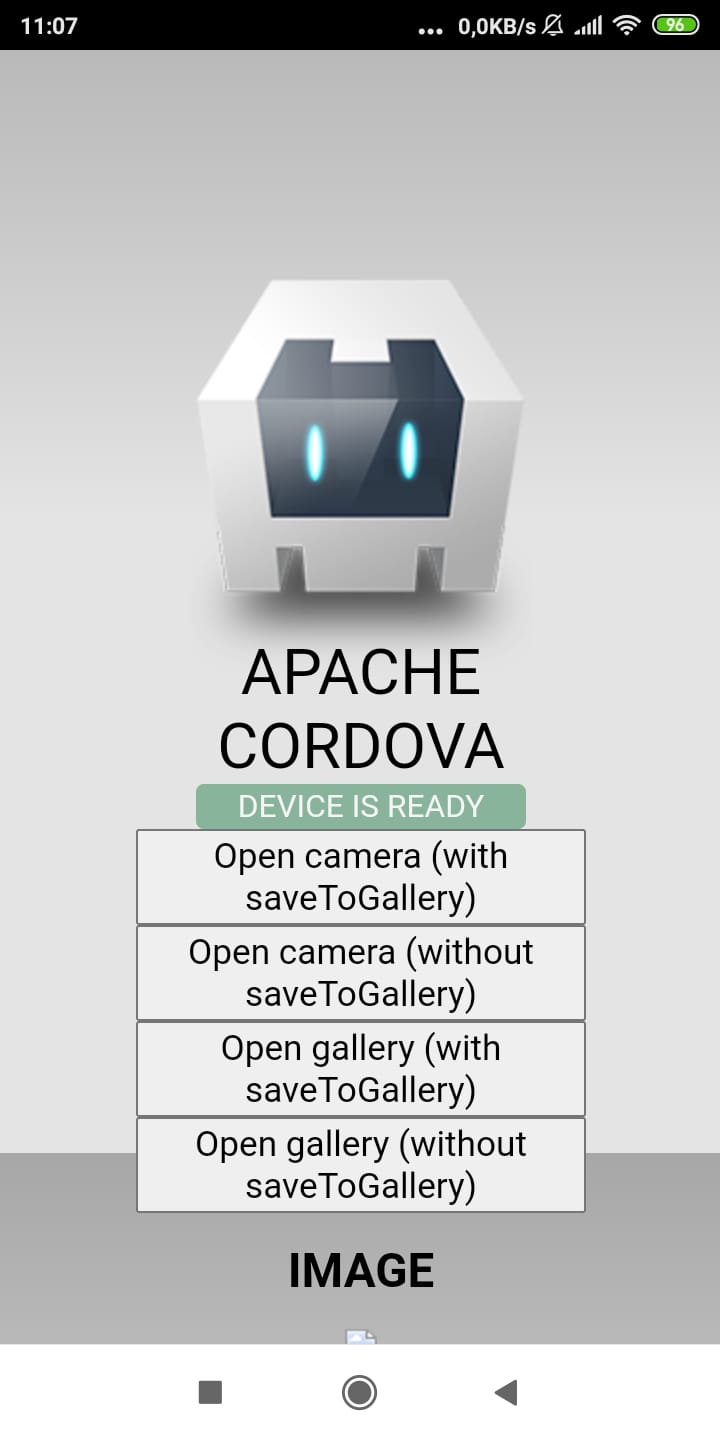 11:07
... 0,0KB/s 96
APACHE
CORDOVA
DEVICE IS READY
Open camera (with
saveToGallery)
Open camera (without
saveToGallery)
Open gallery (with
saveToGallery)
Open gallery (without
saveToGallery)
IMAGE